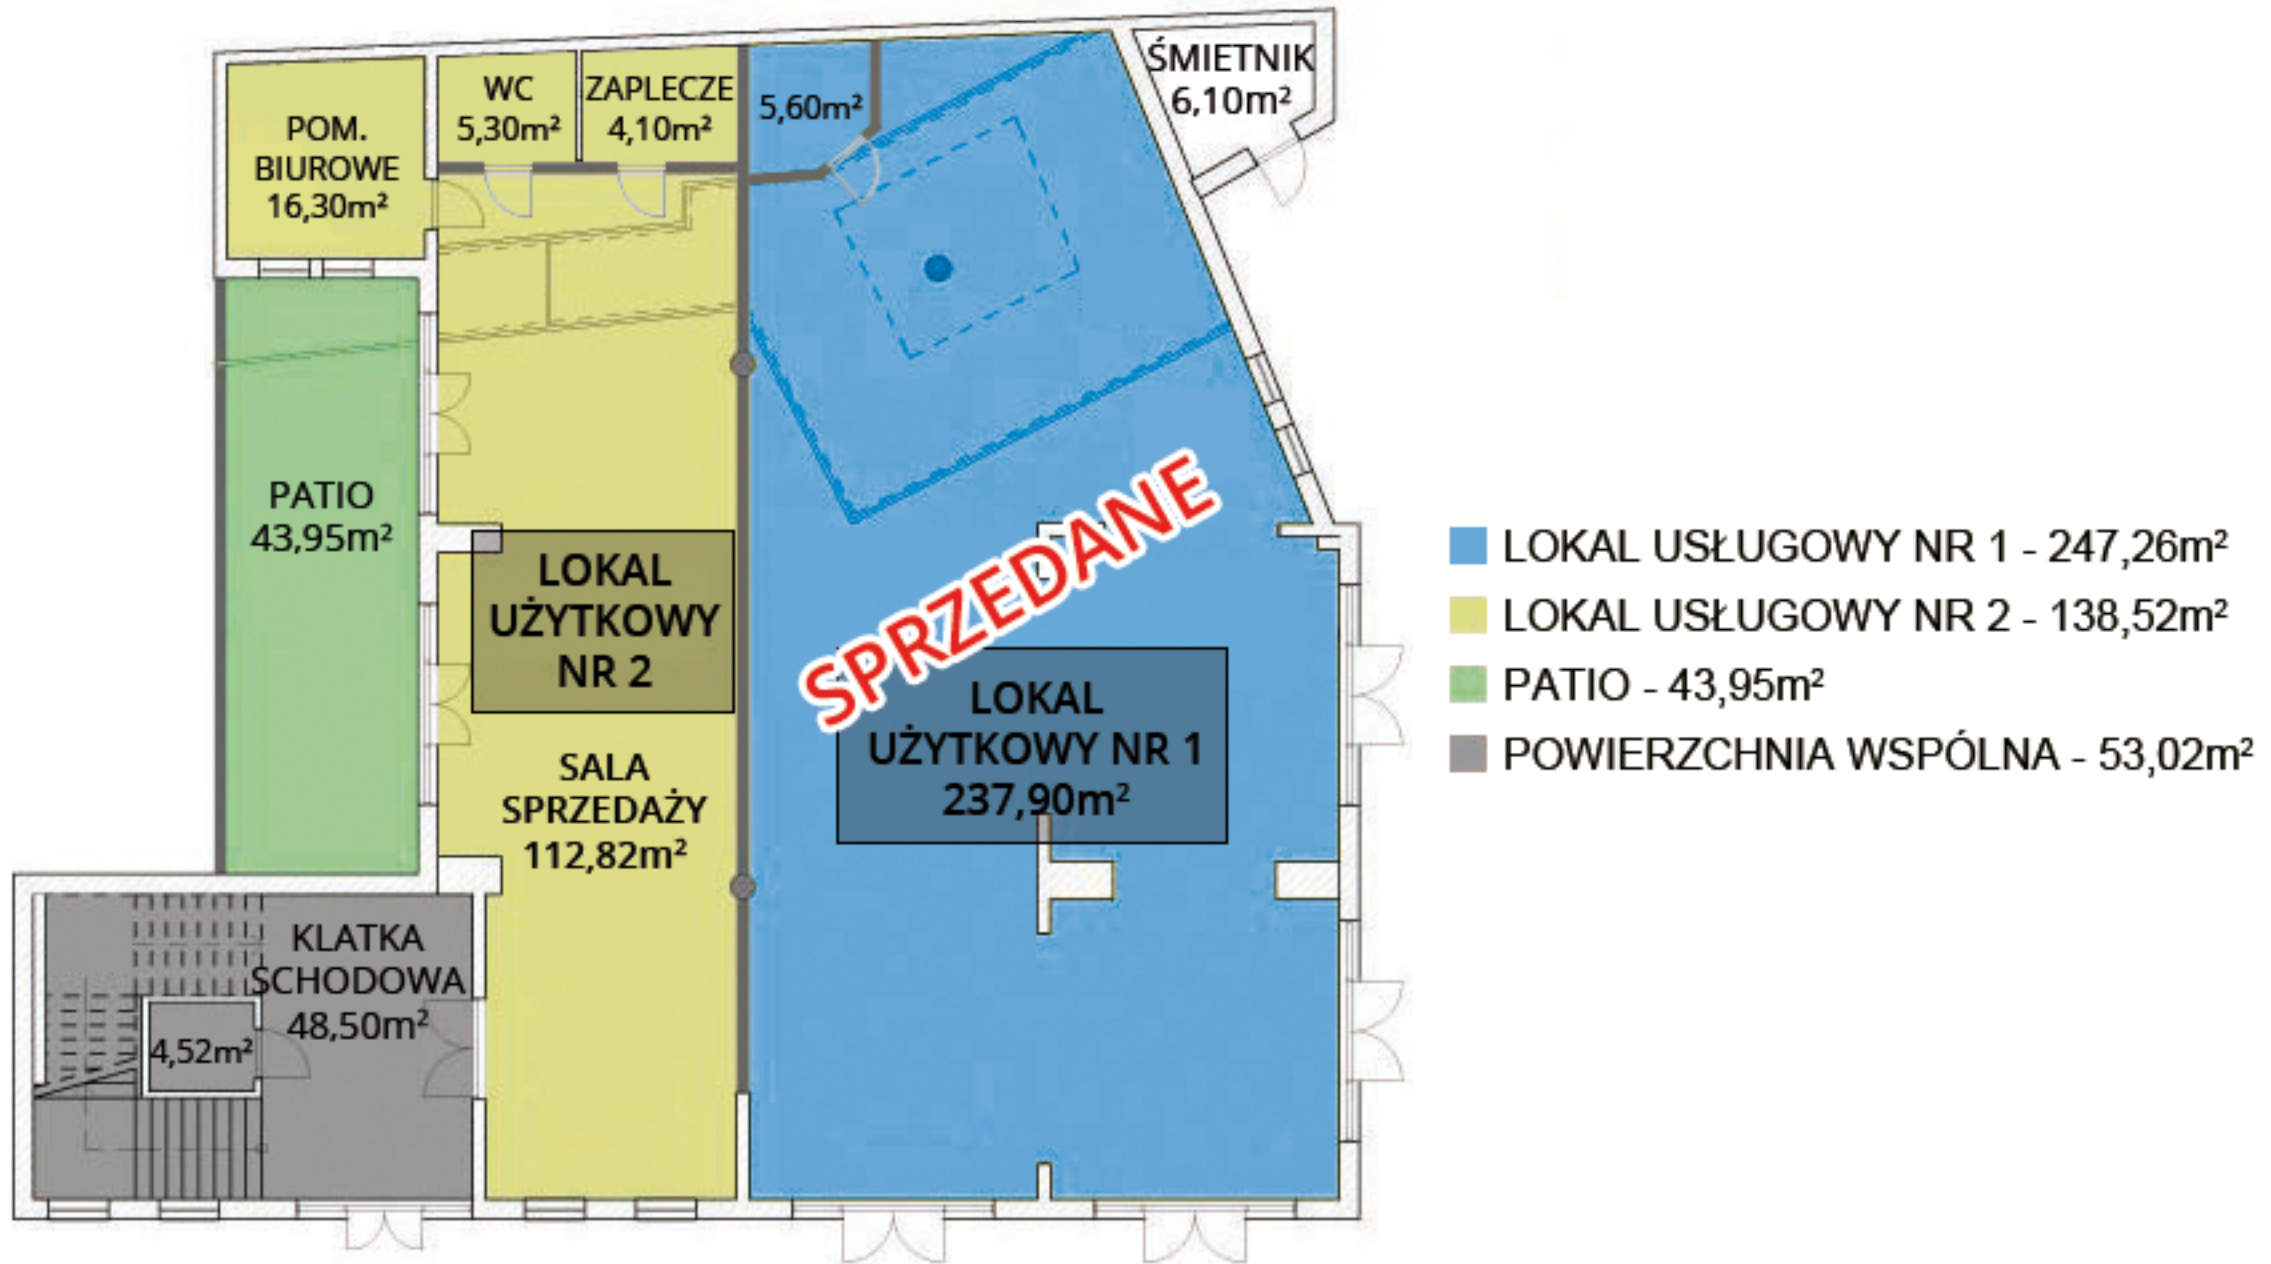 POM.
BIUROWE
16,30m²
WC
5,30m²
ZAPLECZE
4,10m²
5,60m²
ŚMIETNIK
6,10m²
PATIO
43,95m²
LOKAL
UŻYTKOWY
NR 2
SPRZEDANE
LOKAL
UŻYTKOWY NR 1
237,90m²
SALA
SPRZEDAŻY
112,82m²
KLATKA
SCHODOWA
48,50m²
4,52m²
LOKAL USŁUGOWY NR 1 - 247,26m²
LOKAL USŁUGOWY NR 2 - 138,52m²
PATIO - 43,95m²
POWIERZCHNIA WSPÓLNA - 53,02m²